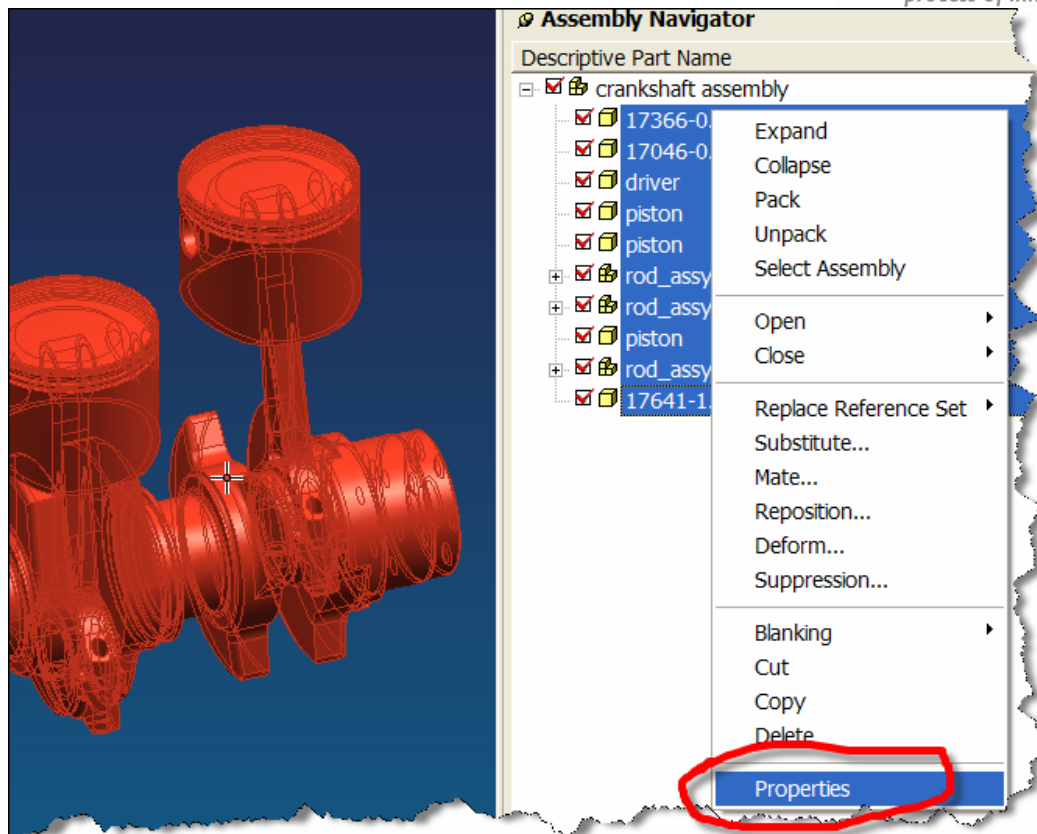 Assembly Navigator
Descriptive Part Name
crankshaft assembly
17366-0.
17046-0.
driver
piston
piston
rod_assy
rod_assy
piston
rod_assy
17641-1.
Expand
Collapse
Pack
Unpack
Select Assembly
Open
Close
Replace Reference Set
Substitute...
Mate...
Reposition...
Deform...
Suppression...
Blanking
Cut
Copy
Delete
Properties